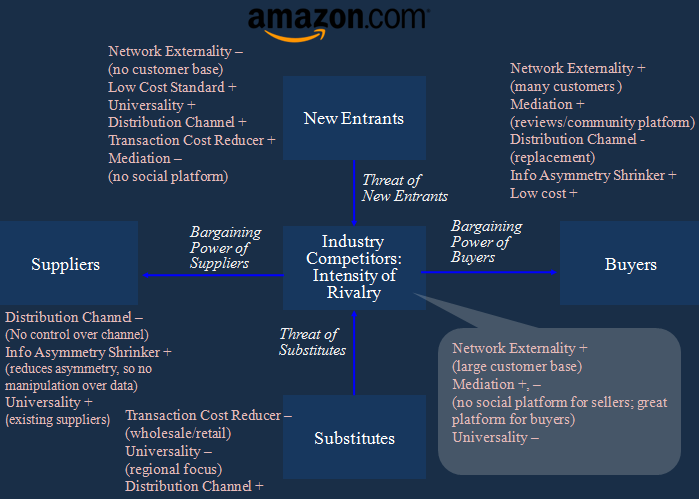 amazon.com
Network Externality –
(no customer base)
Low Cost Standard +
Universality +
Distribution Channel +
Transaction Cost Reducer +
Mediation –
(no social platform)
New Entrants
Network Externality +
(many customers )
Mediation +
(reviews/community platform)
Distribution Channel -
(replacement)
Info Asymmetry Shrinker +
Low cost +
Threat of
New Entrants
Suppliers
Bargaining
Power of
Suppliers
Industry
Competitors:
Intensity of
Rivalry
Bargaining
Power of
Buyers
Buyers
Distribution Channel –
(No control over channel)
Info Asymmetry Shrinker +
(reduces asymmetry, so no
manipulation over data)
Universality +
(existing suppliers)
Threat of
Substitutes
Network Externality +
(large customer base)
Mediation +, –
(no social platform for sellers; great
platform for buyers)
Universality –
Transaction Cost Reducer –
(wholesale/retail)
Universality –
(regional focus)
Distribution Channel +
Substitutes